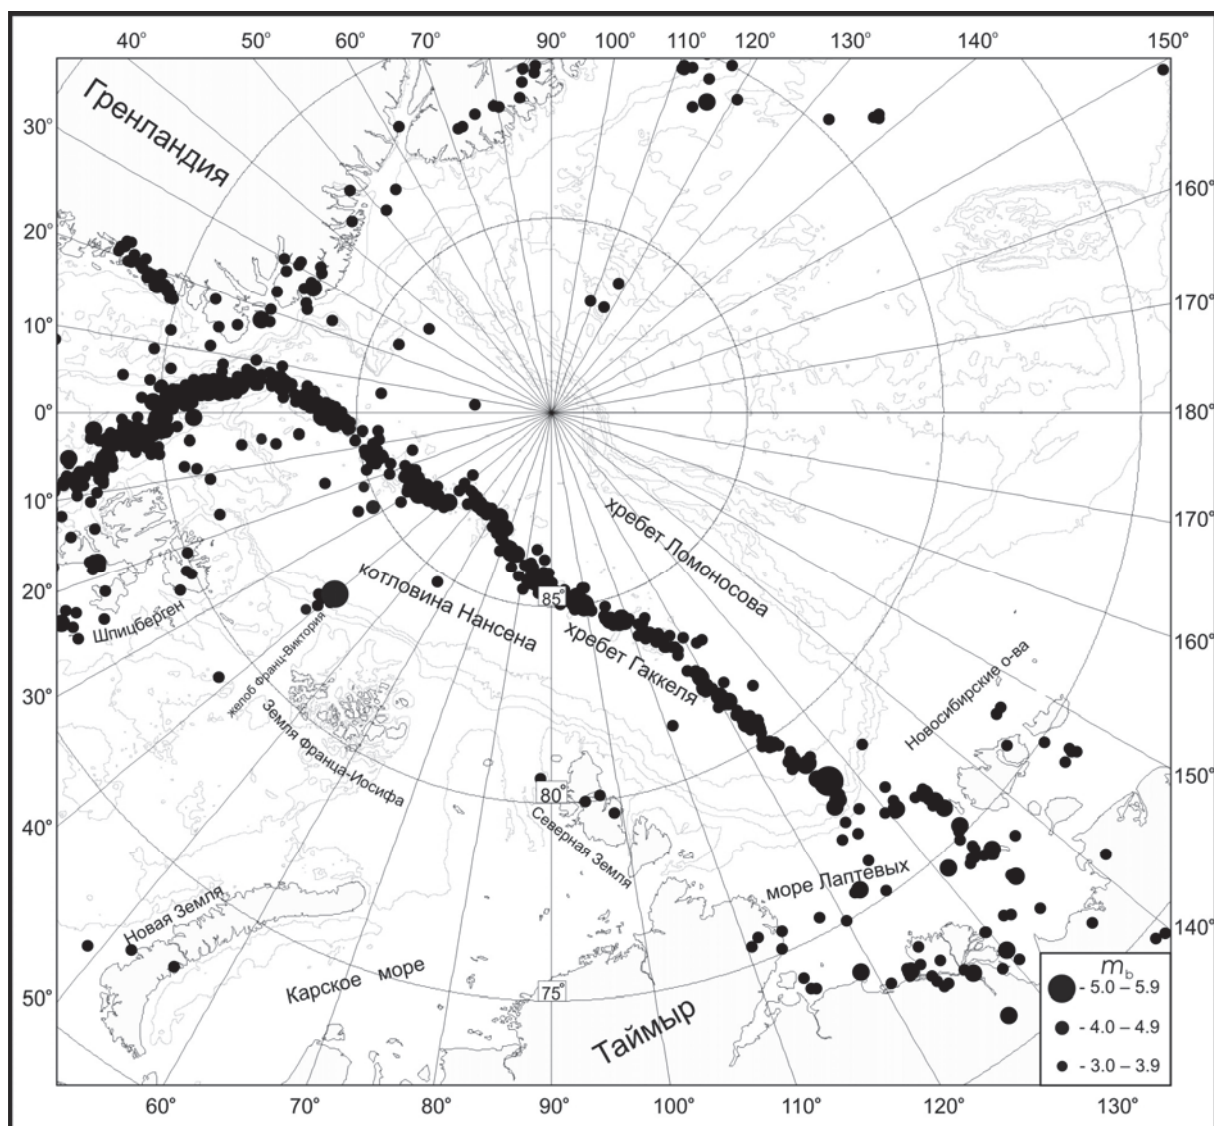 40° 50° 60° 70° 90° 100° 110° 120° 130° 140° 150°
Гренландия
30°
160°
20°
10°
170°
0°
180°
10°
170°
хребет Ломоносова
котловина Нансена
85°
20°
160°
Шпицберген
хребет Гаккеля
желоб Франц-Виктория
Новосибирские о-ва
30°
Земля Франца-Иосифа
150°
80°
40°
Северная Земля
море Лаптевых
Новая Земля
140°
Карское море
75°
50°
Таймыр
m_b
- 5.0 – 5.9
- 4.0 – 4.9
- 3.0 – 3.9
60° 70° 80° 90° 100° 110° 120° 130°